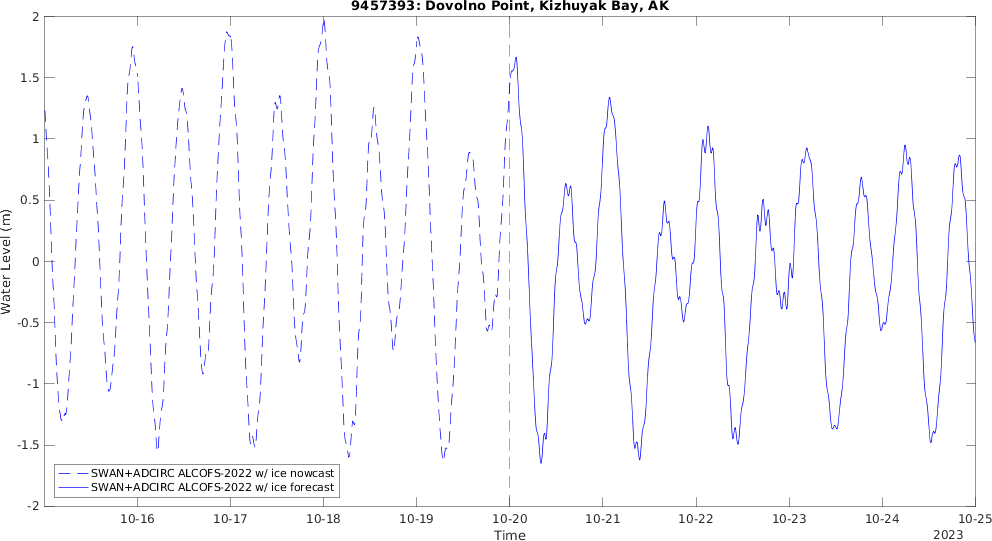 9457393: Dovolno Point, Kizhuyak Bay, AK
Water Level (m)
2
1.5
1
0.5
0
-0.5
-1
-1.5
-2
SWAN+ADCIRC ALCOFS-2022 w/ ice nowcast
SWAN+ADCIRC ALCOFS-2022 w/ ice forecast
10-16 10-17 10-18 10-19 10-20 10-21 10-22 10-23 10-24 10-25
Time
2023